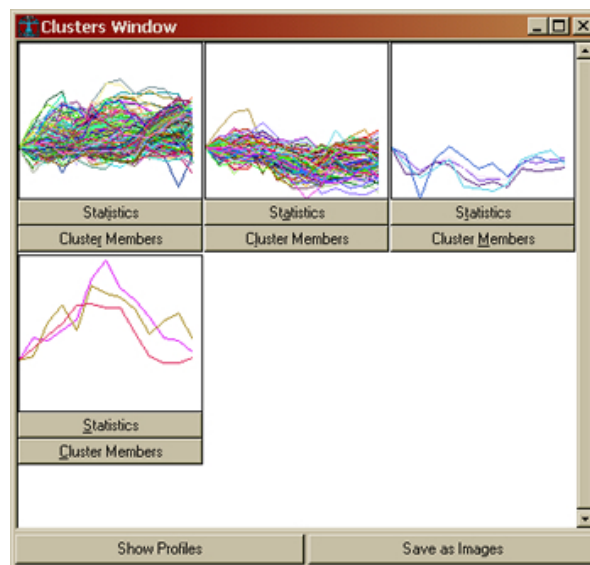 Clusters Window
Statistics Statistics Statistics
Cluster Members Cluster Members Cluster Members
Statistics
Cluster Members
Show Profiles Save as Images